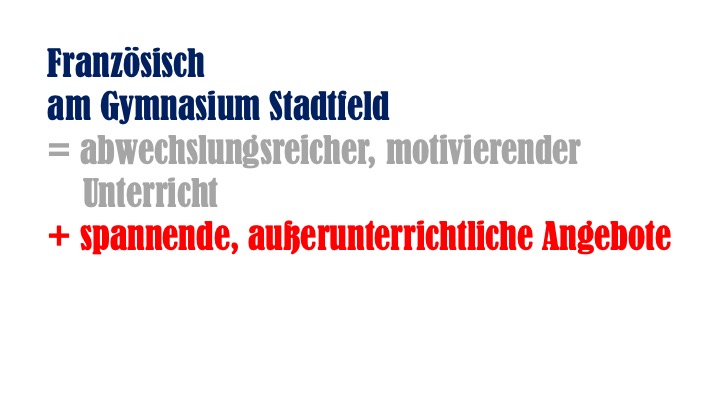 Französisch
am Gymnasium Stadtfeld
= abwechslungsreicher, motivierender
Unterricht
+ spannende, außerunterrichtliche Angebote